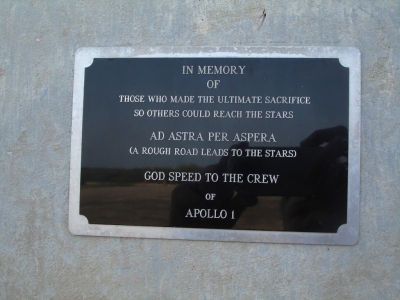 IN MEMORY
OF
THOSE WHO MADE THE ULTIMATE SACRIFICE
SO OTHERS COULD REACH THE STARS
AD ASTRA PER ASPERA
(A ROUGH ROAD LEADS TO THE STARS)
GOD SPEED TO THE CREW
OF
APOLLO 1